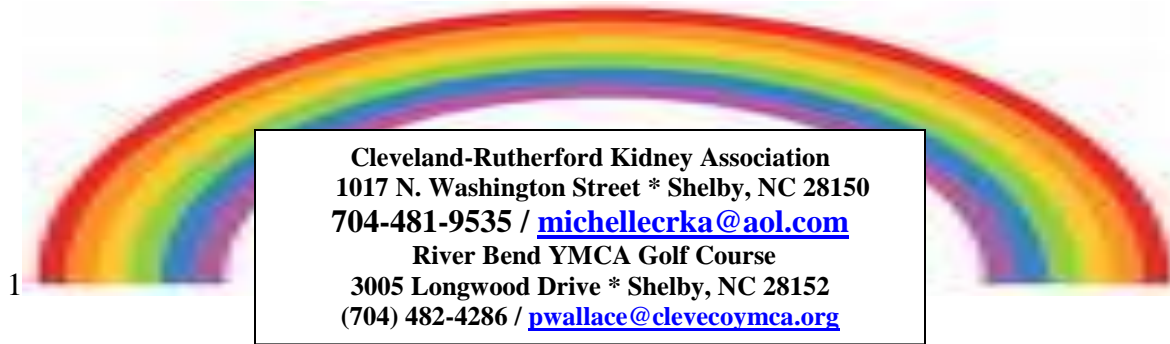 Cleveland-Rutherford Kidney Association
1017 N. Washington Street * Shelby, NC 28150
704-481-9535 / michellecrka@aol.com
River Bend YMCA Golf Course
3005 Longwood Drive * Shelby, NC 28152
(704) 482-4286 / pwallace@clevecoymca.org
1